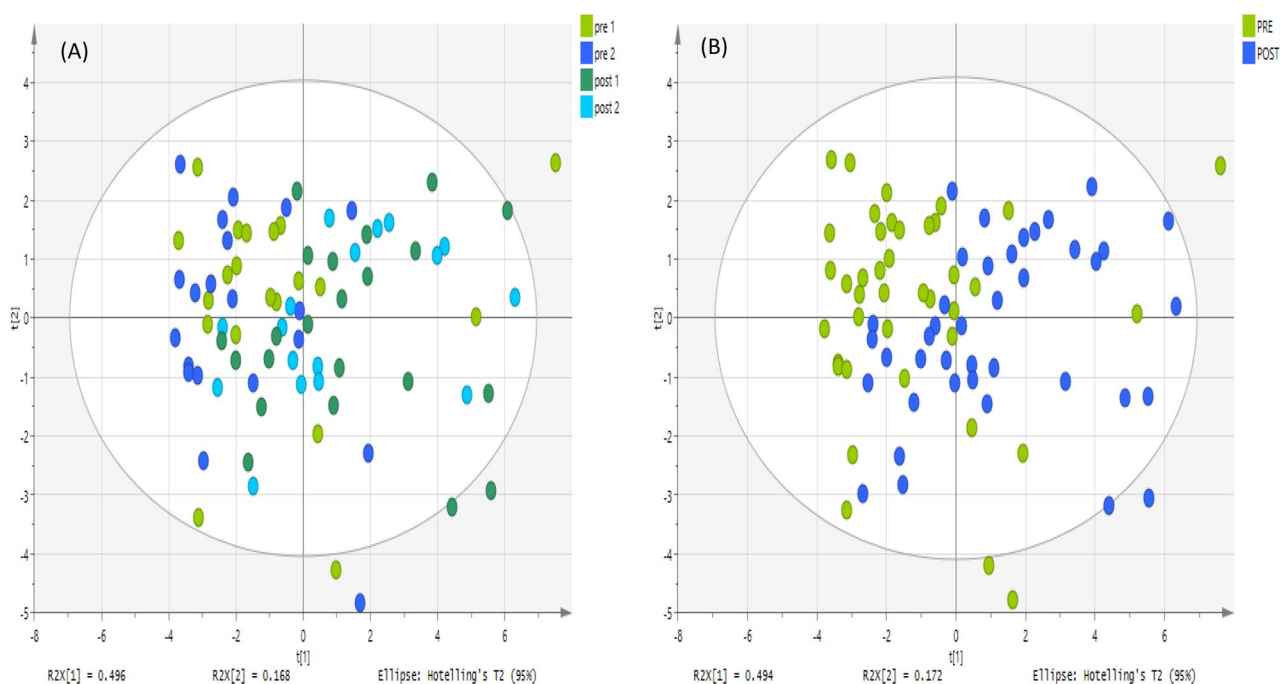 (A)
pre 1
pre 2
post 1
post 2
4
3
2
1
0
-1
-2
-3
-4
-5
t[2]
-8
-6
-4
-2
0
2
4
6
t[1]
R2X[1] = 0.496
R2X[2] = 0.168
Ellipse: Hotelling's T2 (95%)
(B)
PRE
POST
4
3
2
1
0
-1
-2
-3
-4
-5
t[2]
-8
-6
-4
-2
0
2
4
6
t[1]
R2X[1] = 0.494
R2X[2] = 0.172
Ellipse: Hotelling's T2 (95%)